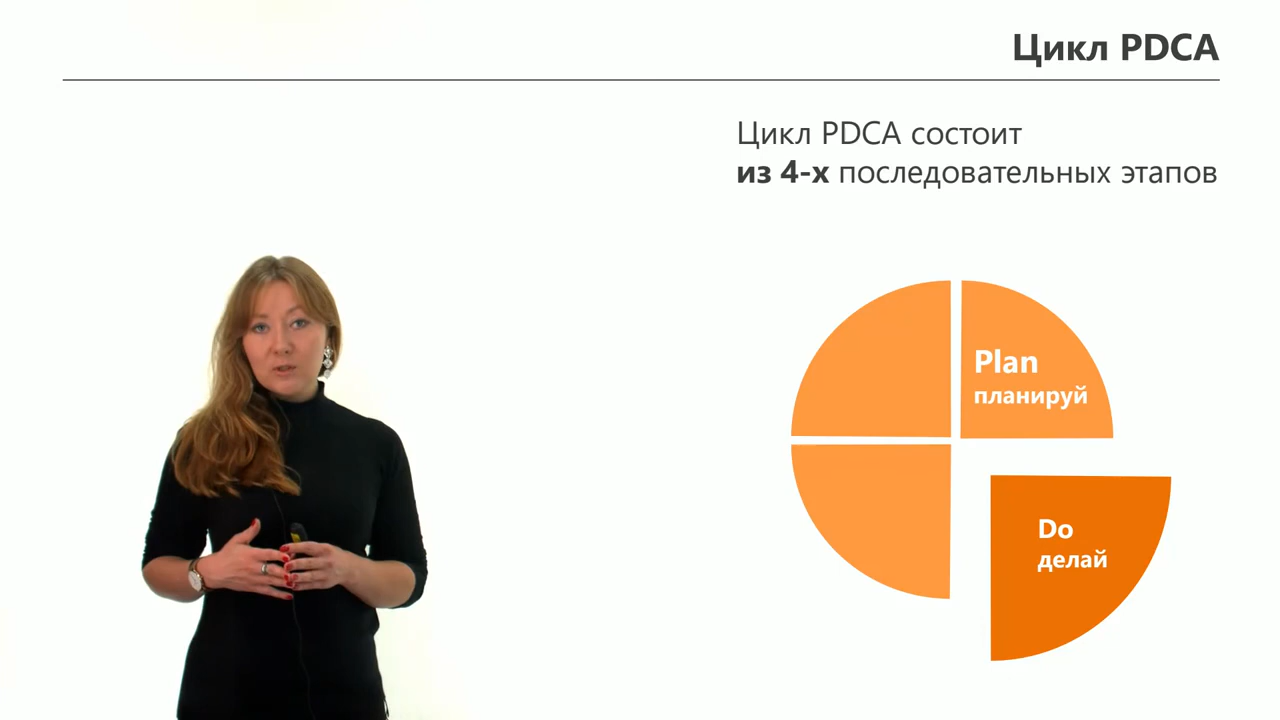 Цикл PDCA
Цикл PDCA состоит
из 4-х последовательных этапов
Plan
планируй
Do
делай